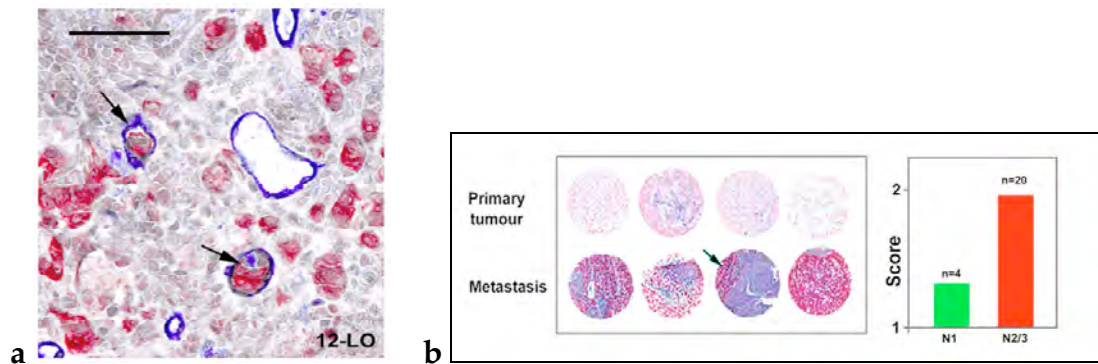 12-LO
a
b
Primary
tumour
Metastasis
Score
2
1
n=4
n=20
N1
N2/3